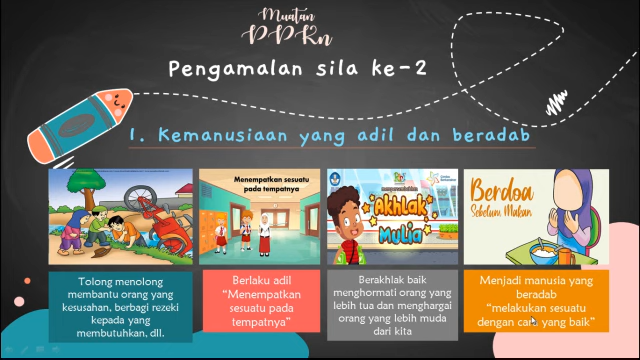 Muatan
PPKn
Pengamalan sila ke-2
1. Kemanusiaan yang adil dan beradab
Menempatkan sesuatu
pada tempatnya
Akhlak
Mulia
Berdoa
Sebelum Makan
Tolong menolong
membantu orang yang
kesusahan, berbagi rezeki
kepada yang
membutuhkan, dll.
Berlaku adil
“Menempatkan
sesuatu pada
tempatnya”
Berakhlak baik
menghormati orang yang
lebih tua dan menghargai
orang yang lebih muda
dari kita
Menjadi manusia yang
beradab
“melakukan sesuatu
dengan cara yang baik”